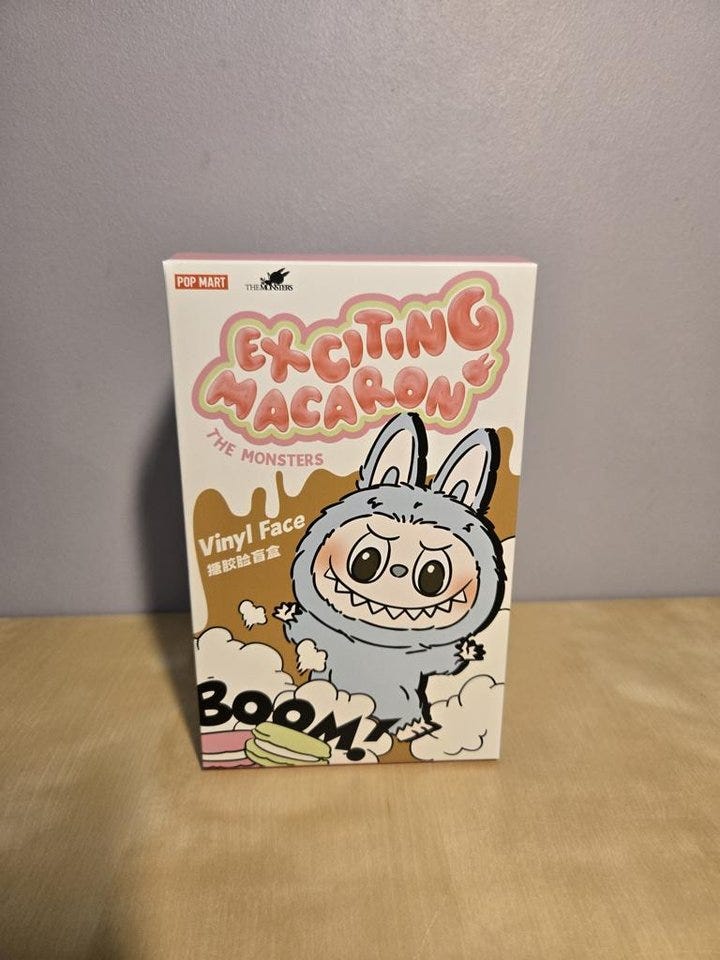 POP MART
THE MONSTERS
EXCITING
MACARON
THE MONSTERS
Vinyl Face
搪胶脸盲盒
BOOM!